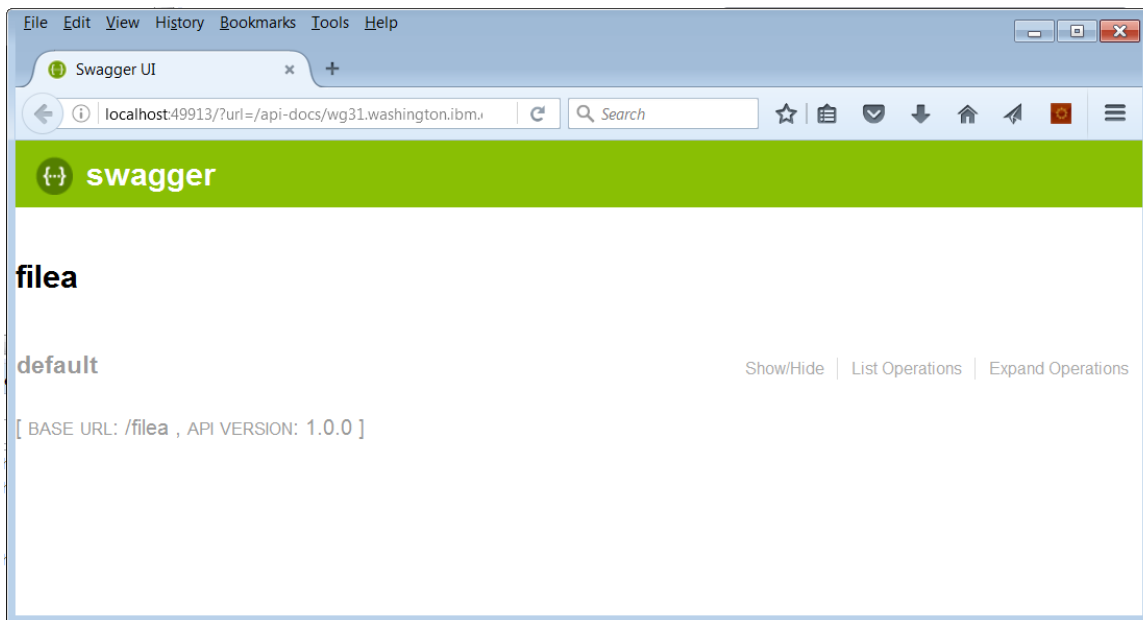 File Edit View History Bookmarks Tools Help
Swagger UI
localhost:49913/?url=/api-docs/wg31.washington.ibm.
Search
{··} swagger
filea
default Show/Hide List Operations Expand Operations
[ BASE URL: /filea , API VERSION: 1.0.0 ]